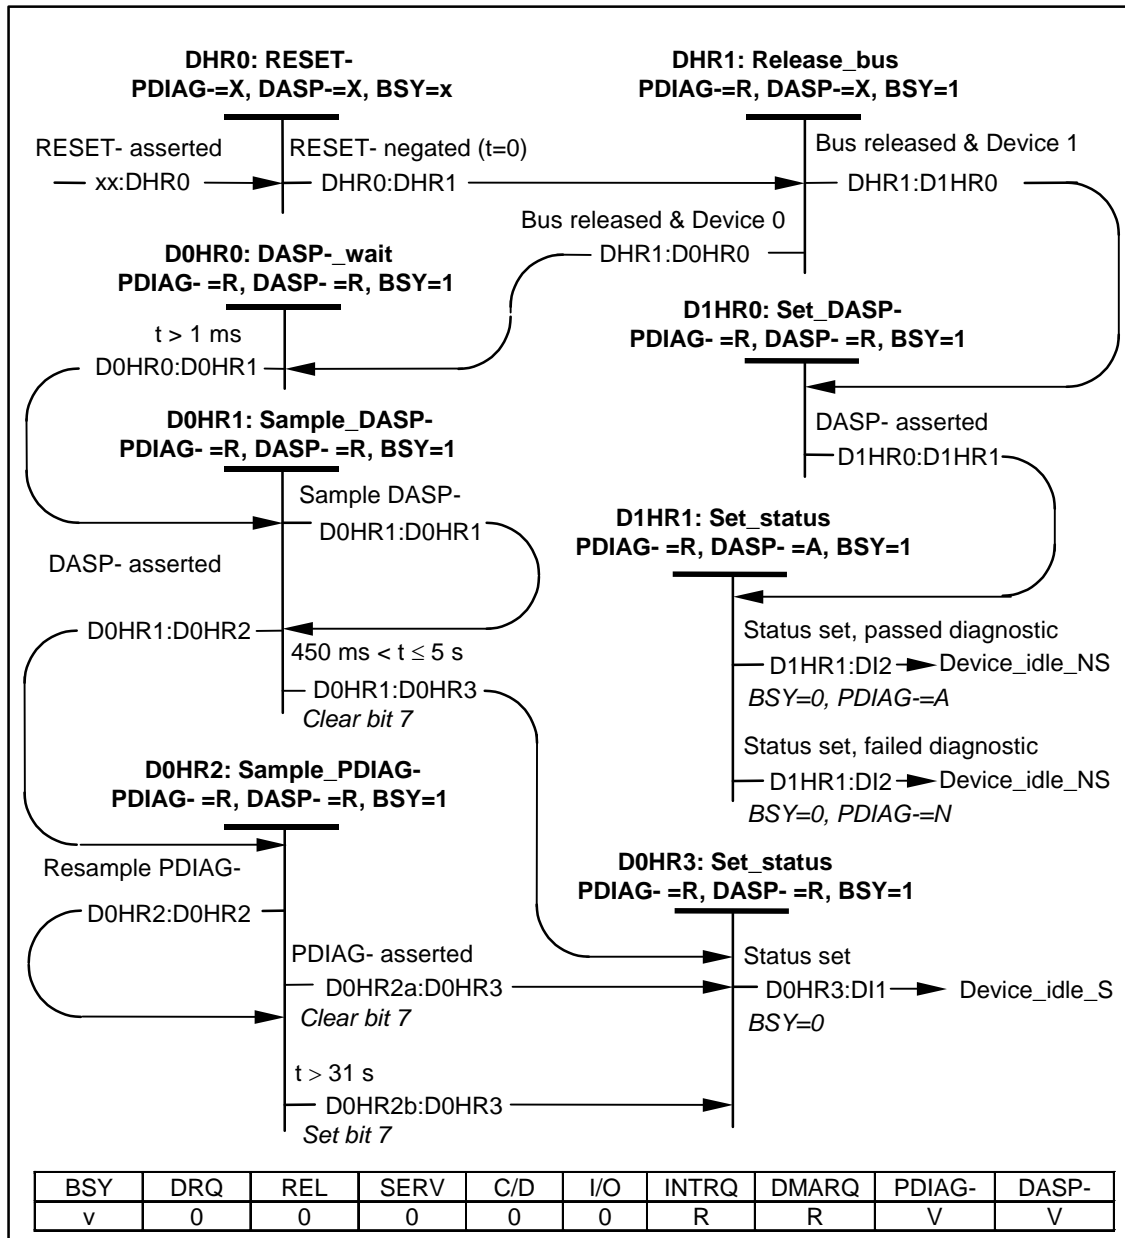 DHR0: RESET-
PDIAG-=X, DASP-=X, BSY=x
RESET- asserted
xx:DHR0
RESET- negated (t=0)
DHR0:DHR1
DHR1: Release_bus
PDIAG-=R, DASP-=X, BSY=1
Bus released & Device 1
DHR1:D1HR0
Bus released & Device 0
DHR1:D0HR0
D0HR0: DASP-_wait
PDIAG- =R, DASP- =R, BSY=1
t > 1 ms
D0HR0:D0HR1
D1HR0: Set_DASP-
PDIAG- =R, DASP- =R, BSY=1
DASP- asserted
D1HR0:D1HR1
D0HR1: Sample_DASP-
PDIAG- =R, DASP- =R, BSY=1
Sample DASP-
D0HR1:D0HR1
DASP- asserted
D0HR1:D0HR2
450 ms < t ≤ 5 s
D0HR1:D0HR3
Clear bit 7
D1HR1: Set_status
PDIAG- =R, DASP- =A, BSY=1
Status set, passed diagnostic
D1HR1:DI2 Device_idle_NS
BSY=0, PDIAG-=A
Status set, failed diagnostic
D1HR1:DI2 Device_idle_NS
BSY=0, PDIAG-=N
D0HR2: Sample_PDIAG-
PDIAG- =R, DASP- =R, BSY=1
Resample PDIAG-
D0HR2:D0HR2
PDIAG- asserted
D0HR2a:D0HR3
Clear bit 7
t > 31 s
D0HR2b:D0HR3
Set bit 7
D0HR3: Set_status
PDIAG- =R, DASP- =R, BSY=1
Status set
D0HR3:DI1 Device_idle_S
BSY=0
BSY DRQ REL SERV C/D I/O INTRQ DMARQ PDIAG- DASP-
v 0 0 0 0 0 R R V V